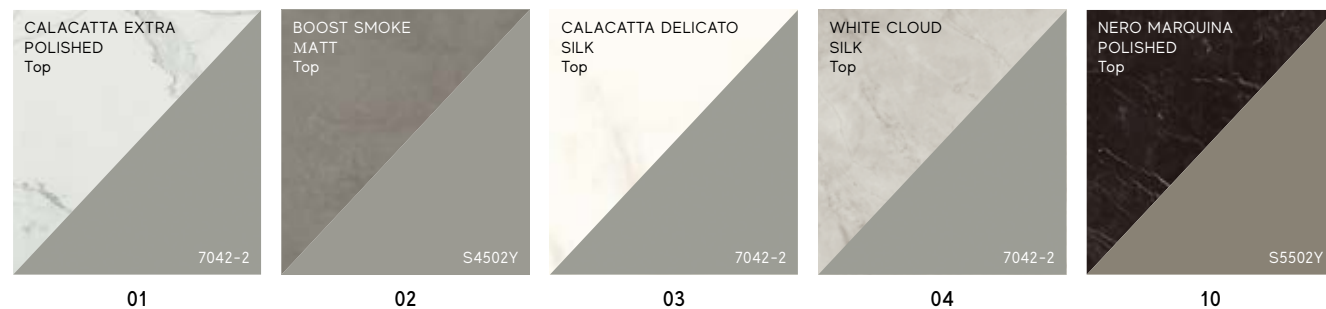 CALACATTA EXTRA
POLISHED
Top
7042-2
01
BOOST SMOKE
MATT
Top
S4502Y
02
CALACATTA DELICATO
SILK
Top
7042-2
03
WHITE CLOUD
SILK
Top
7042-2
04
NERO MARQUINA
POLISHED
Top
S5502Y
10